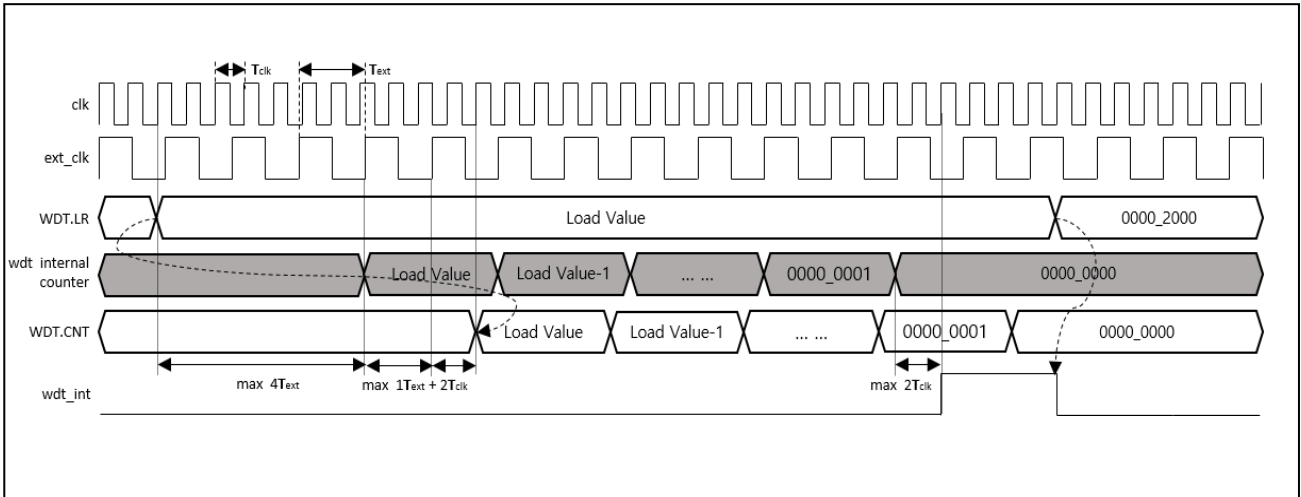 Tclk Text
clk
ext_clk
WDT.LR Load Value 0000_2000
wdt internal
counter Load Value Load Value-1 ... ... 0000_0001 0000_0000
WDT.CNT Load Value Load Value-1 ... ... 0000_0001 0000_0000
max 4Text max 1Text + 2Tclk max 2Tclk
wdt_int